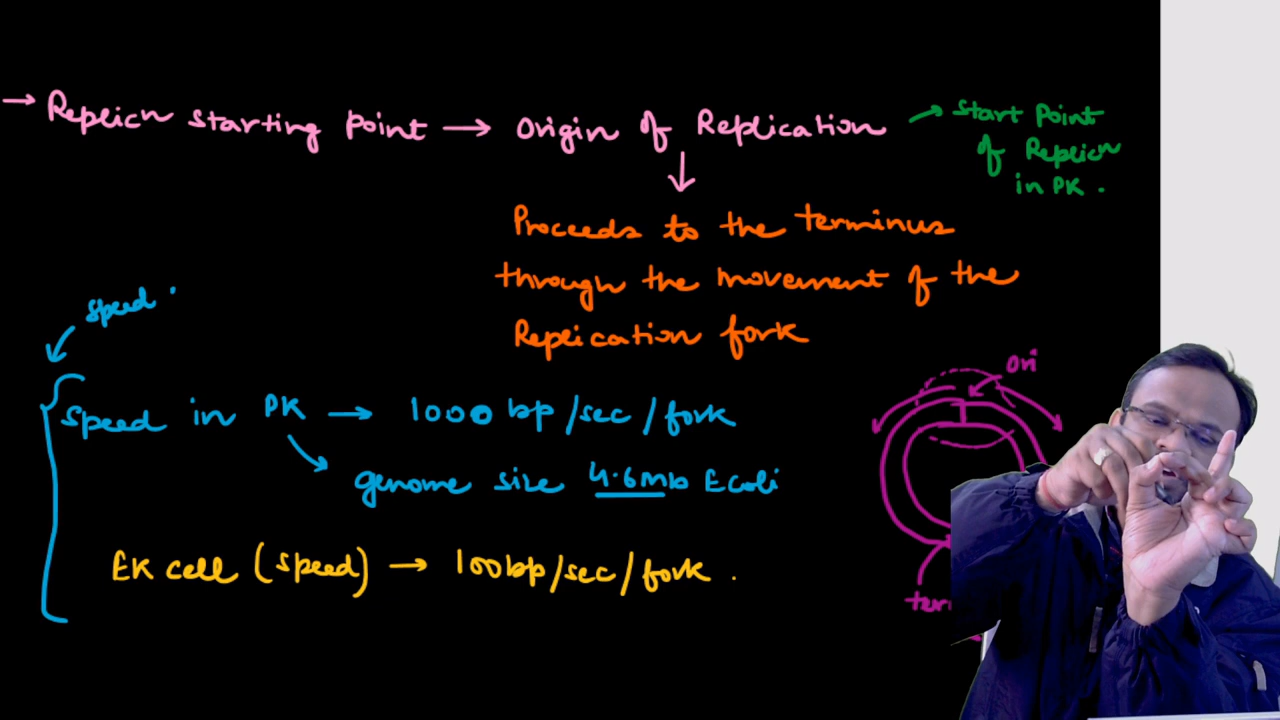 → Replicn starting point → Origin of Replication → Start Point
of Replicn
in PK.
↓
Proceeds to the terminus
through the movement of the
Replication fork
speed.
Speed in PK → 1000 bp/sec/fork
genome size 4.6Mb Ecoli
EK cell (speed) → 100bp/sec/fork.
ori